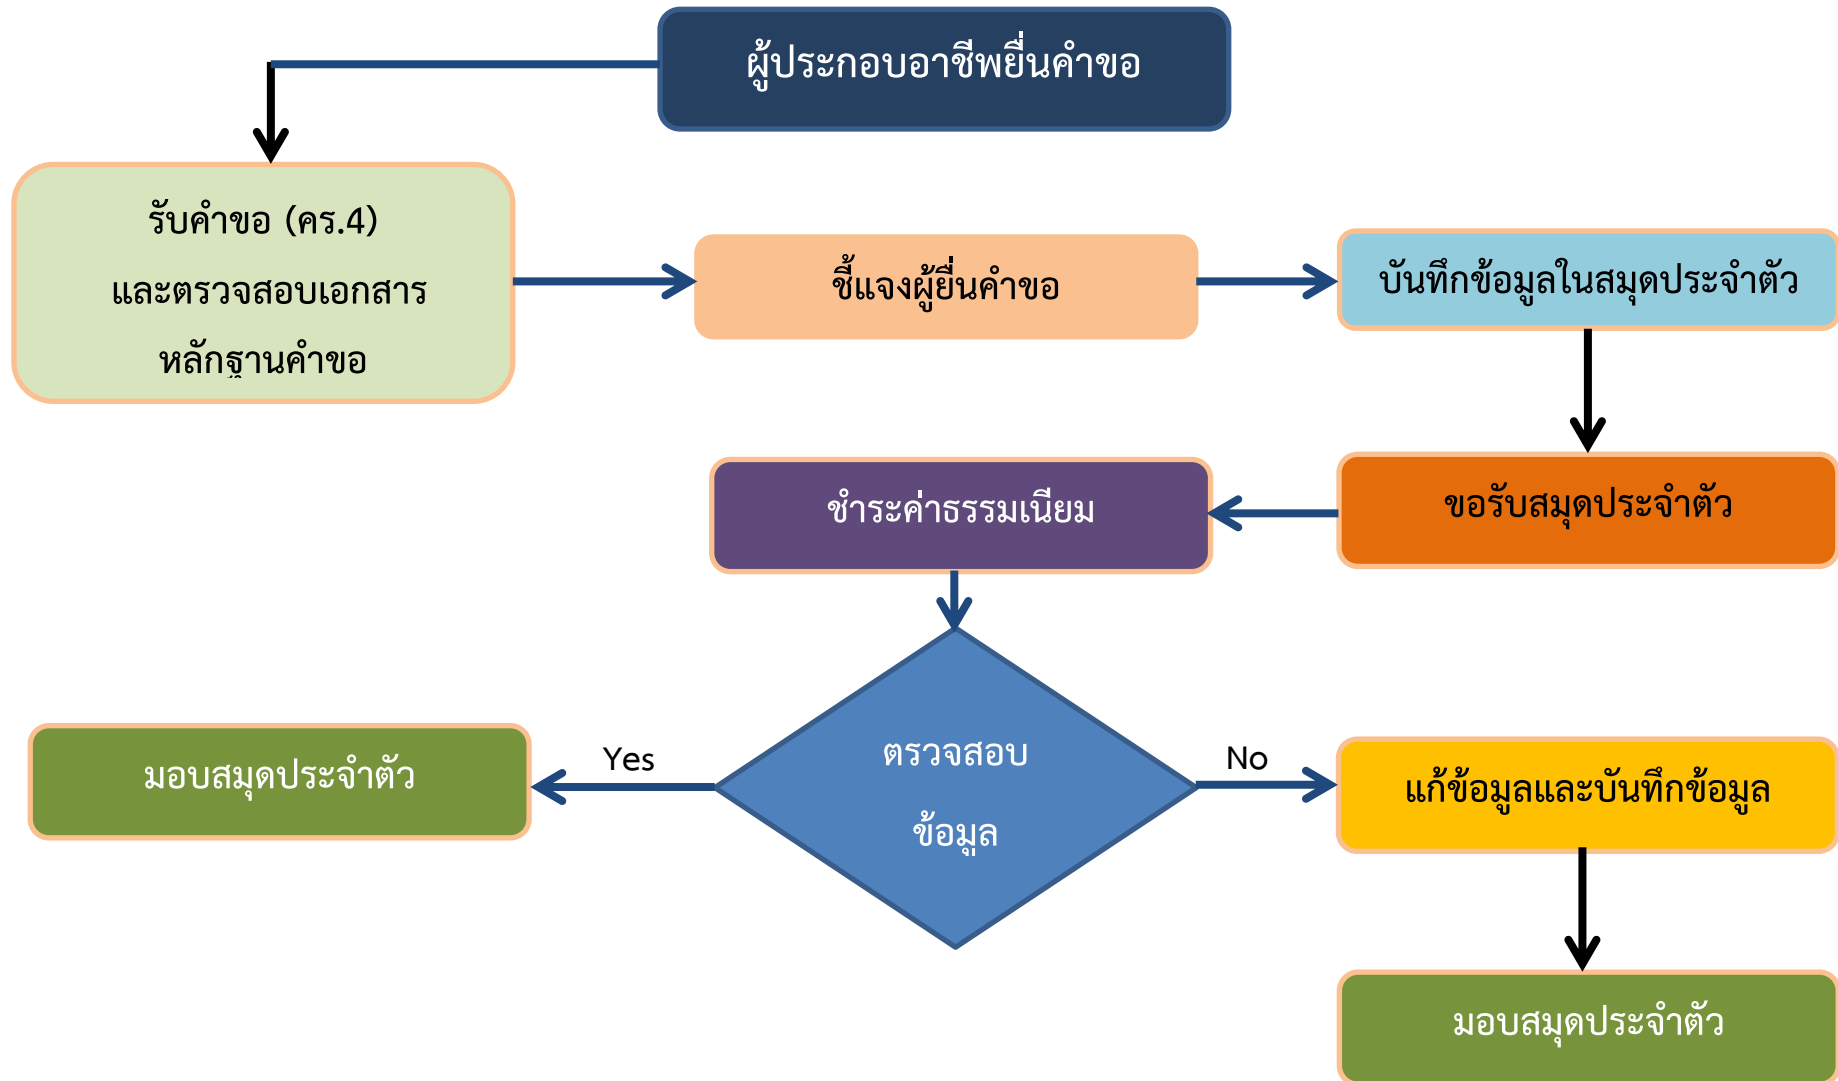 ผู้ประกอบอาชีพยื่นคำขอ
รับคำขอ (คร.4)
และตรวจสอบเอกสาร
หลักฐานคำขอ
ชี้แจงผู้ยื่นคำขอ
บันทึกข้อมูลในสมุดประจำตัว
ขอรับสมุดประจำตัว
ชำระค่าธรรมเนียม
ตรวจสอบ
ข้อมูล
Yes
มอบสมุดประจำตัว
No
แก้ข้อมูลและบันทึกข้อมูล
มอบสมุดประจำตัว